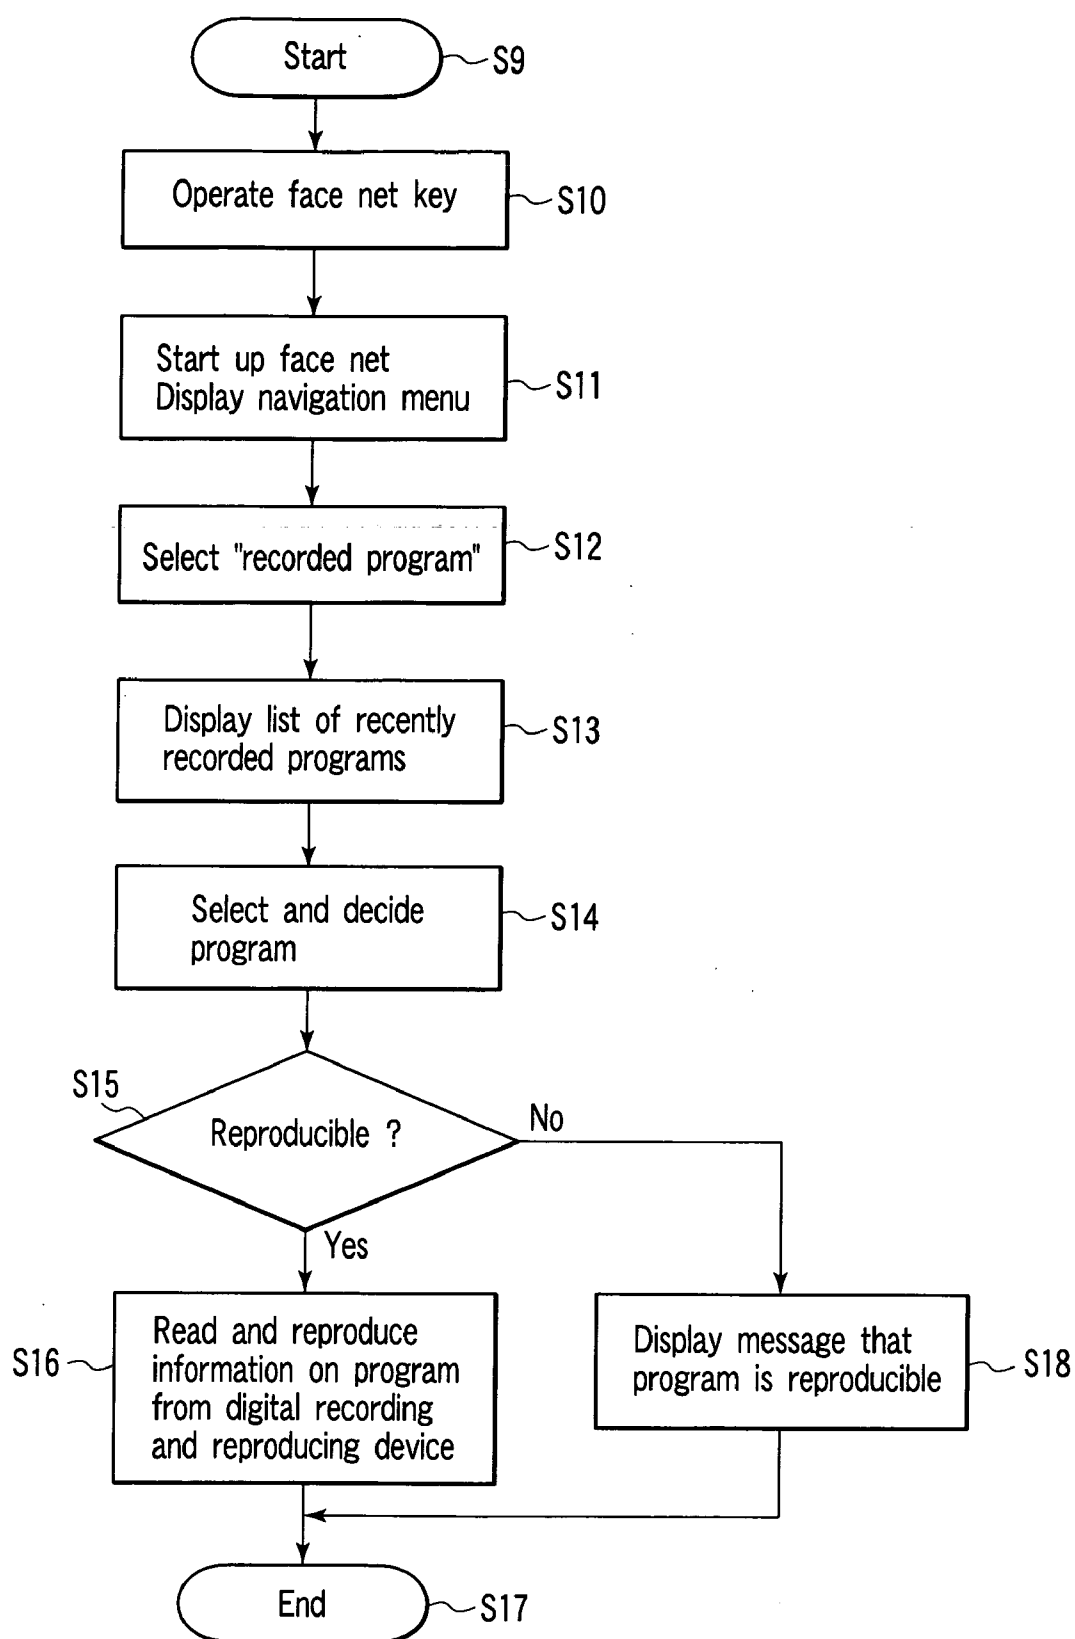 Start
S9
Operate face net key
S10
Start up face net
Display navigation menu
S11
Select "recorded program"
S12
Display list of recently
recorded programs
S13
Select and decide
program
S14
S15
Reproducible ?
No
Yes
S16
Read and reproduce
information on program
from digital recording
and reproducing device
Display message that
program is reproducible
S18
End
S17